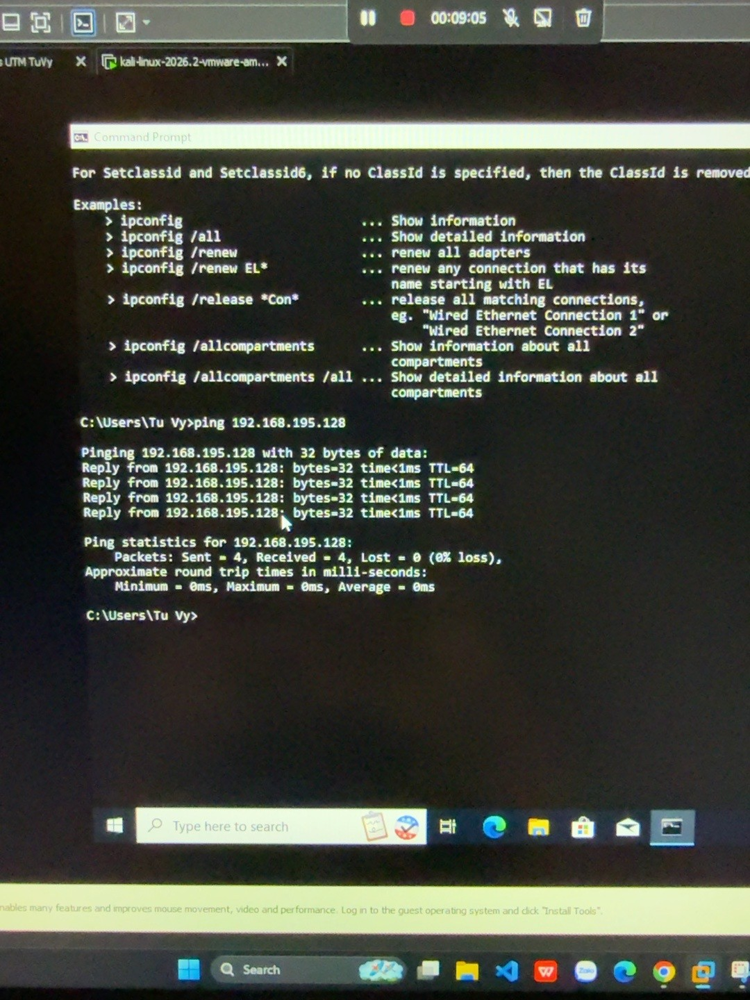 00:09:05
s UTM TuVy
kali-linux-2026.2-vmware-am...
Command Prompt
For Setclassid and Setclassid6, if no ClassId is specified, then the ClassId is removed
Examples:
> ipconfig ... Show information
> ipconfig /all ... Show detailed information
> ipconfig /renew ... renew all adapters
> ipconfig /renew EL* ... renew any connection that has its
name starting with EL
> ipconfig /release *Con* ... release all matching connections,
eg. "Wired Ethernet Connection 1" or
"Wired Ethernet Connection 2"
> ipconfig /allcompartments ... Show information about all
compartments
> ipconfig /allcompartments /all ... Show detailed information about all
compartments
C:\Users\Tu Vy>ping 192.168.195.128
Pinging 192.168.195.128 with 32 bytes of data:
Reply from 192.168.195.128: bytes=32 time<1ms TTL=64
Reply from 192.168.195.128: bytes=32 time<1ms TTL=64
Reply from 192.168.195.128: bytes=32 time<1ms TTL=64
Reply from 192.168.195.128: bytes=32 time<1ms TTL=64
Ping statistics for 192.168.195.128:
Packets: Sent = 4, Received = 4, Lost = 0 (0% loss),
Approximate round trip times in milli-seconds:
Minimum = 0ms, Maximum = 0ms, Average = 0ms
C:\Users\Tu Vy>
Type here to search
nables many features and improves mouse movement, video and performance. Log in to the guest operating system and click "Install Tools".
Search
Zalo